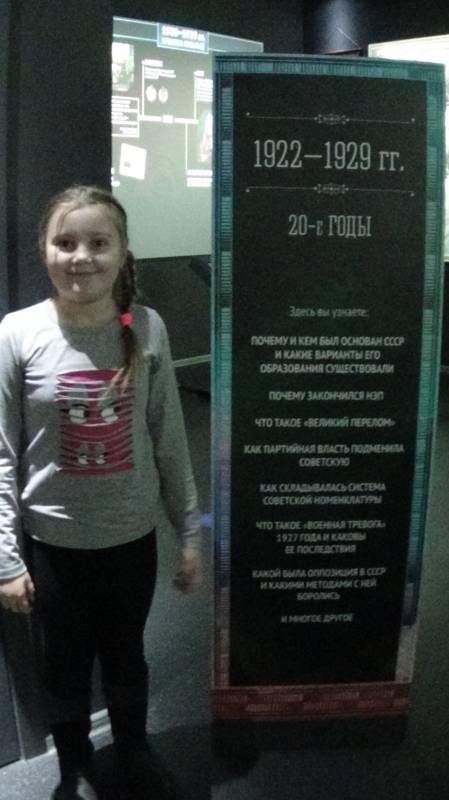 1922—1929 гг.
20-е ГОДЫ
Здесь вы узнаете:
ПОЧЕМУ И КЕМ БЫЛ ОСНОВАН СССР
И КАКИЕ ВАРИАНТЫ ЕГО
ОБРАЗОВАНИЯ СУЩЕСТВОВАЛИ
ПОЧЕМУ ЗАКОНЧИЛСЯ НЭП
ЧТО ТАКОЕ «ВЕЛИКИЙ ПЕРЕЛОМ»
КАК ПАРТИЙНАЯ ВЛАСТЬ ПОДМЕНИЛА
СОВЕТСКУЮ
КАК СКЛАДЫВАЛАСЬ СИСТЕМА
СОВЕТСКОЙ НОМЕНКЛАТУРЫ
ЧТО ТАКОЕ «ВОЕННАЯ ТРЕВОГА»
1927 ГОДА И КАКОВЫ
ЕЕ ПОСЛЕДСТВИЯ
КАКОЙ БЫЛА ОППОЗИЦИЯ В СССР
И КАКИМИ МЕТОДАМИ С НЕЙ
БОРОЛИСЬ
И МНОГОЕ ДРУГОЕ